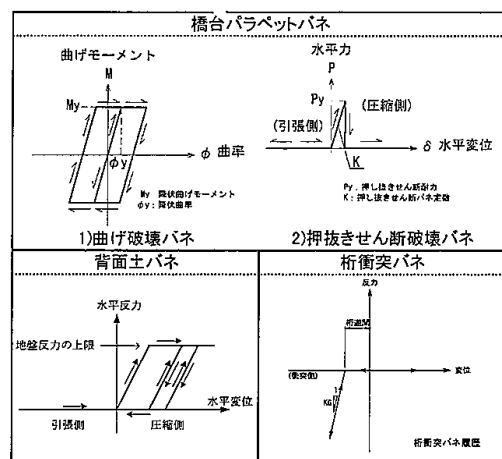 橋台パラペットバネ
曲げモーメント
M
My
φ 曲率
φy
My 降伏曲げモーメント
φy:降伏曲率
1)曲げ破壊バネ
水平力
P
Py
(圧縮側)
(引張側)
δ 水平変位
K
Py:押し抜きせん断耐力
K:押し抜きせん断バネ定数
2)押抜きせん断破壊バネ
背面土バネ
水平反力
地盤反力の上限
水平変位
引張側
圧縮側
桁衝突バネ
反力
桁遊間
(衝突側)
変位
KG
桁衝突バネ履歴